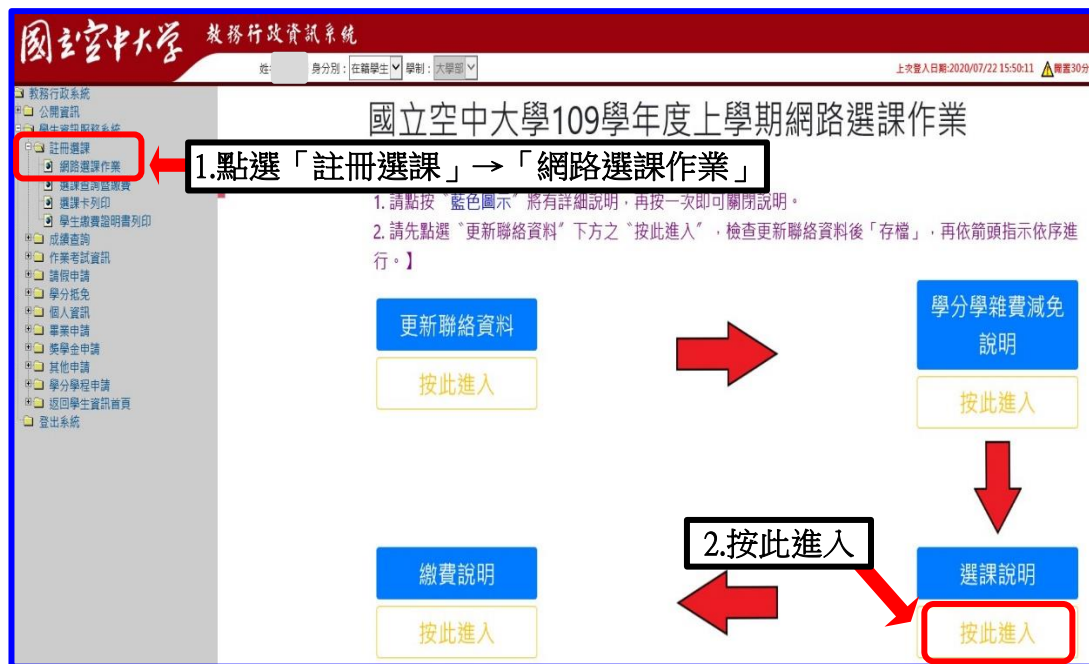 國立空中大学 教務行政資訊系統
姓: 身分別：在籍學生 學制：大學部 上次登入日期:2020/07/22 15:50:11 閒置30分
教務行政系統
公開資訊
學生資訊服務系統
註冊選課
網路選課作業
選課查詢暨繳費
選課卡列印
學生繳費證明書列印
成績查詢
作業考試資訊
請假申請
學分抵免
個人資訊
畢業申請
獎學金申請
其他申請
學分學程申請
返回學生資訊首頁
登出系統
國立空中大學109學年度上學期網路選課作業
1.點選「註冊選課」→「網路選課作業」
1. 請點按〝藍色圖示〞將有詳細說明，再按一次即可關閉說明。
2. 請先點選〝更新聯絡資料〞下方之〝按此進入〞，檢查更新聯絡資料後「存檔」，再依箭頭指示依序進
行。】
更新聯絡資料
按此進入
學分學雜費減免
說明
按此進入
2.按此進入
繳費說明
按此進入
選課說明
按此進入